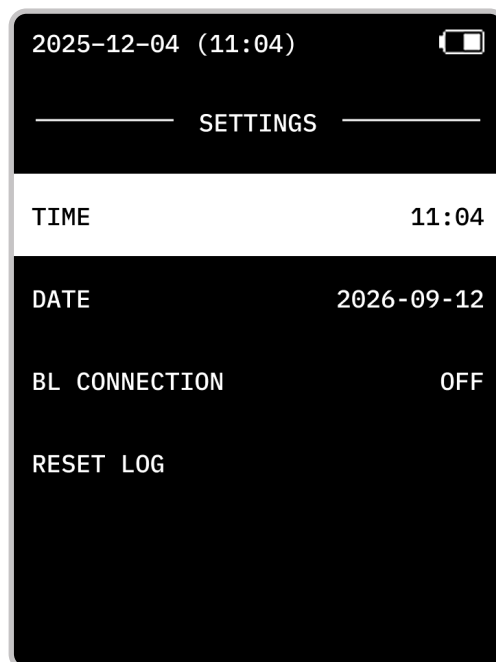 2025–12–04 (11:04)
SETTINGS
TIME 11:04
DATE 2026-09-12
BL CONNECTION OFF
RESET LOG